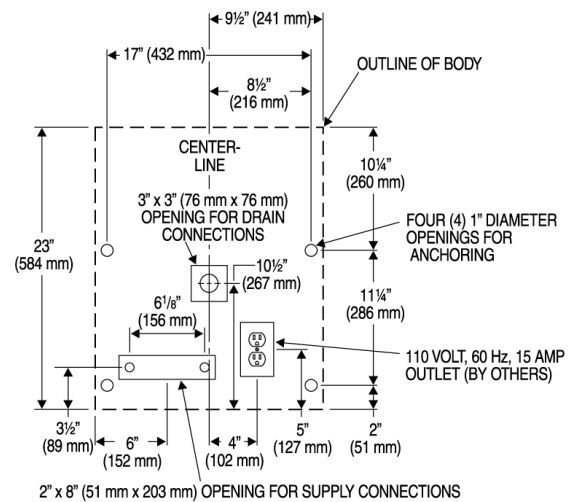 9½” (241 mm)
17” (432 mm)
OUTLINE OF BODY
8½”
(216 mm)
CENTER-
LINE
10¼”
(260 mm)
3” x 3” (76 mm x 76 mm)
OPENING FOR DRAIN
CONNECTIONS
FOUR (4) 1” DIAMETER
OPENINGS FOR
ANCHORING
23”
(584 mm)
10½”
(267 mm)
6⅛”
(156 mm)
11¼”
(286 mm)
110 VOLT, 60 Hz, 15 AMP
OUTLET (BY OTHERS)
3½”
(89 mm)
6”
(152 mm)
4”
(102 mm)
5”
(127 mm)
2”
(51 mm)
2” x 8” (51 mm x 203 mm) OPENING FOR SUPPLY CONNECTIONS